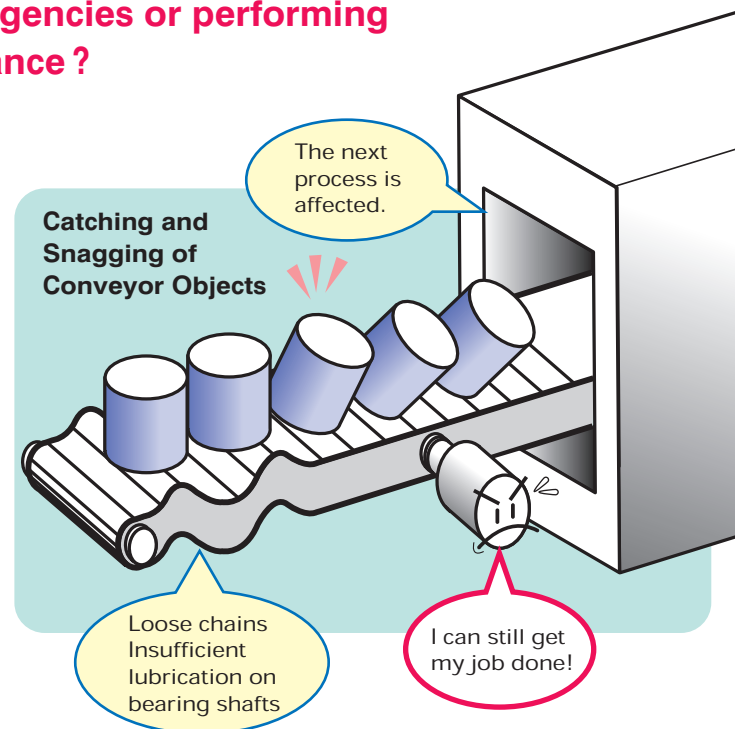 gencies or performing
ance ?
The next
process is
affected.
Catching and
Snagging of
Conveyor Objects
Loose chains
Insufficient
lubrication on
bearing shafts
I can still get
my job done!